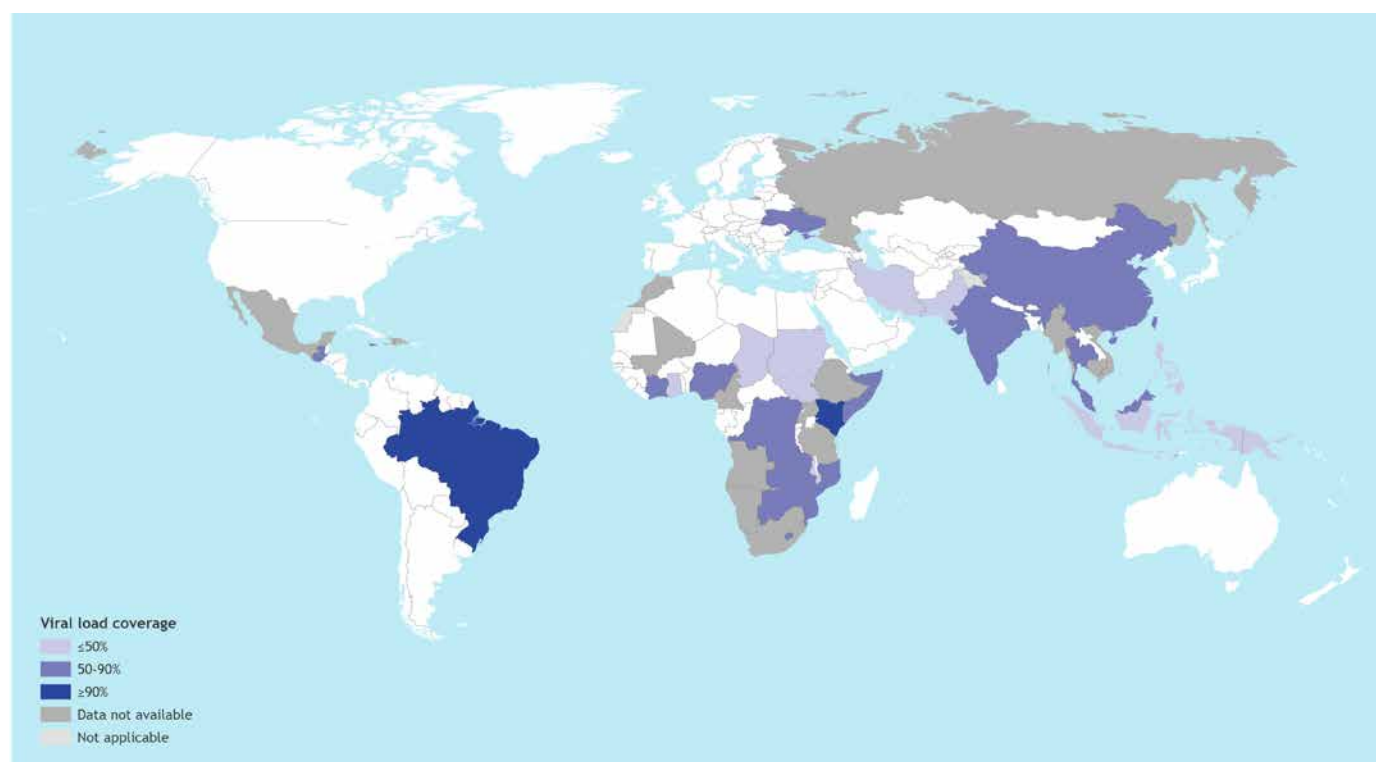 Viral load coverage
≤50%
50-90%
≥90%
Data not available
Not applicable